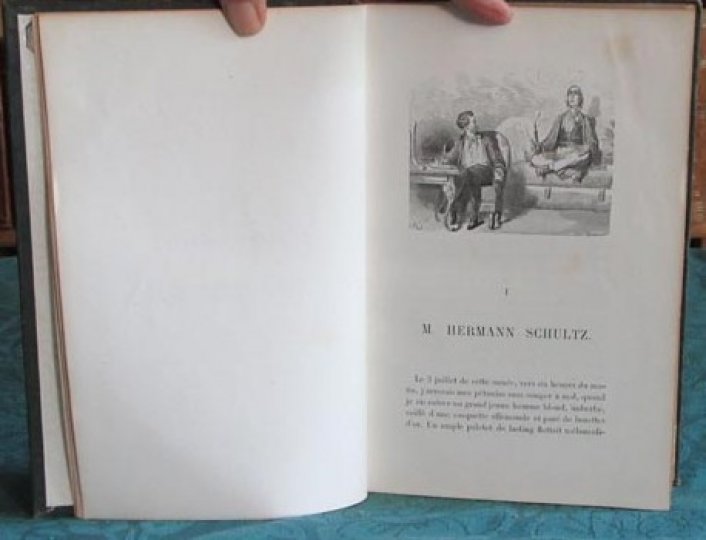 I
M. HERMANN SCHULTZ.
Le 3 juillet de cette année, vers six heures du ma-
tin, j'arrosais mes pétunias sans songer à mal, quand
je vis entrer un grand jeune homme blond, imberbe,
coiffé d'une casquette allemande et paré de lunettes
d'or. Un ample paletot de lasting flottait mélancoli-